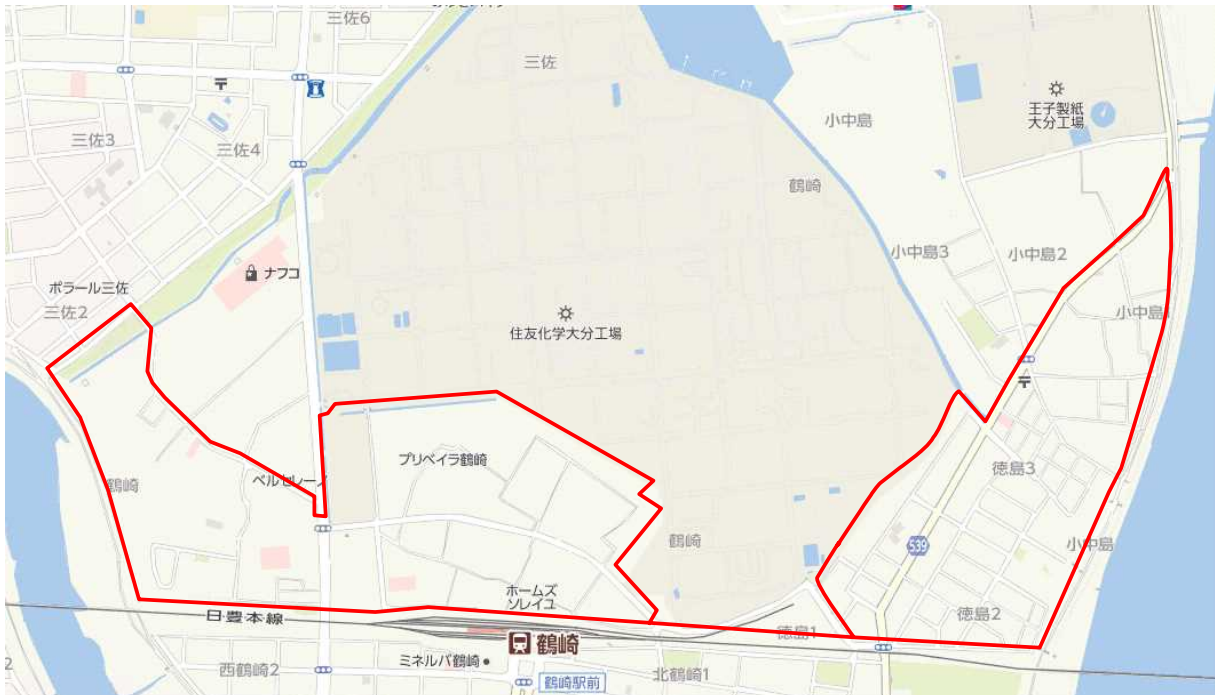 三佐6
三佐
王子製紙
大分工場
小中島
三佐3
三佐4
鶴崎
小中島3
小中島2
ナフコ
ポラール三佐
三佐2
小中島1
住友化学大分工場
プリベイラ鶴崎
徳島3
ベルセレーノ
鶴崎
鶴崎
539
小中島
ホームズ
ソレイユ
日豊本線
徳島2
徳島1
鶴崎
西鶴崎2
ミネルバ鶴崎
北鶴崎1
鶴崎駅前
2